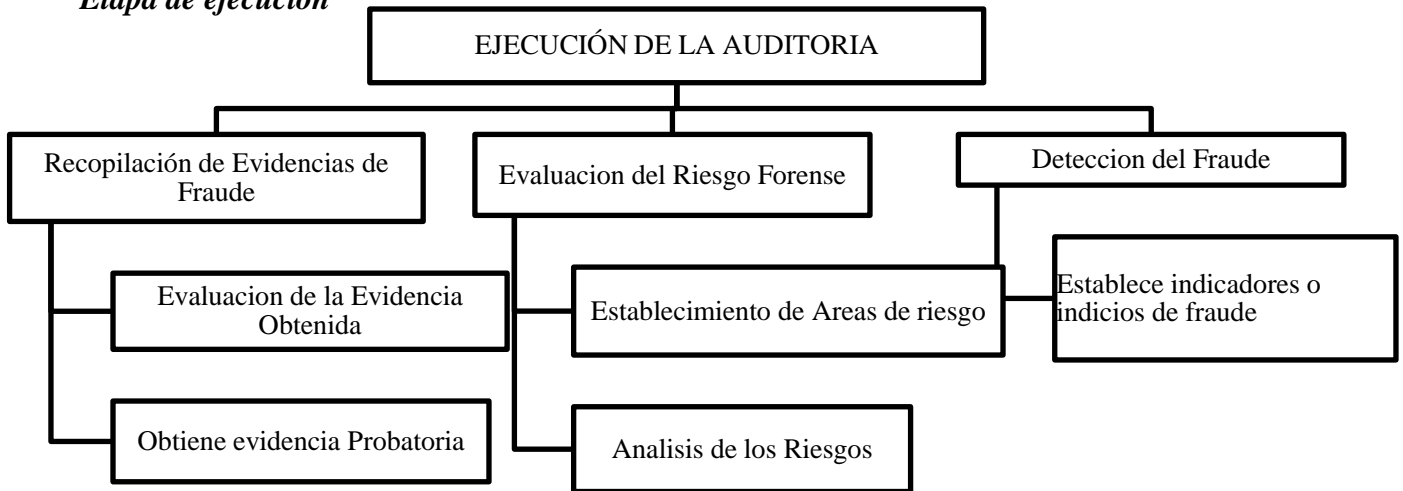 Etapa de ejecución
EJECUCIÓN DE LA AUDITORIA
Recopilación de Evidencias de
Fraude
Evaluacion de la Evidencia
Obtenida
Obtiene evidencia Probatoria
Evaluacion del Riesgo Forense
Establecimiento de Areas de riesgo
Analisis de los Riesgos
Deteccion del Fraude
Establece indicadores o
indicios de fraude